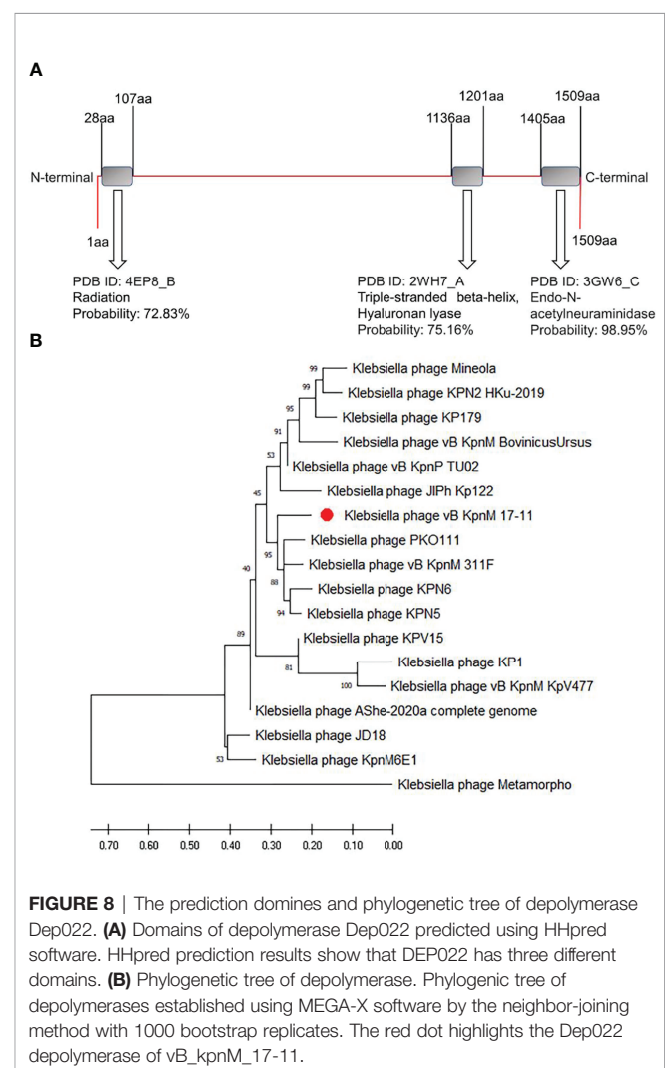 A
107aa
1201aa
1509aa
28aa
1136aa
1405aa
N-terminal
C-terminal
1aa
1509aa
PDB ID: 4EP8_B
Radiation
Probability: 72.83%
PDB ID: 2WH7_A
Triple-stranded beta-helix,
Hyaluronan lyase
Probability: 75.16%
PDB ID: 3GW6_C
Endo-N-
acetylneuraminidase
Probability: 98.95%
B
99
Klebsiella phage Mineola
99
Klebsiella phage KPN2 HKu-2019
95
Klebsiella phage KP179
91
Klebsiella phage vB KpnM BovinicusUrsus
53
Klebsiella phage vB KpnP TU02
Klebsiella phage JIPh Kp122
45
Klebsiella phage vB KpnM 17-11
Klebsiella phage PKO111
95
Klebsiella phage vB KpnM 311F
40
88
Klebsiella phage KPN6
94
Klebsiella phage KPN5
89
Klebsiella phage KPV15
81
Klebsiella phage KP1
100
Klebsiella phage vB KpnM KpV477
Klebsiella phage AShe-2020a complete genome
Klebsiella phage JD18
53
Klebsiella phage KpnM6E1
Klebsiella phage Metamorpho
0.70 0.60 0.50 0.40 0.30 0.20 0.10 0.00
FIGURE 8 | The prediction domines and phylogenetic tree of depolymerase
Dep022. (A) Domains of depolymerase Dep022 predicted using HHpred
software. HHpred prediction results show that DEP022 has three different
domains. (B) Phylogenetic tree of depolymerase. Phylogenic tree of
depolymerases established using MEGA-X software by the neighbor-joining
method with 1000 bootstrap replicates. The red dot highlights the Dep022
depolymerase of vB_kpnM_17-11.